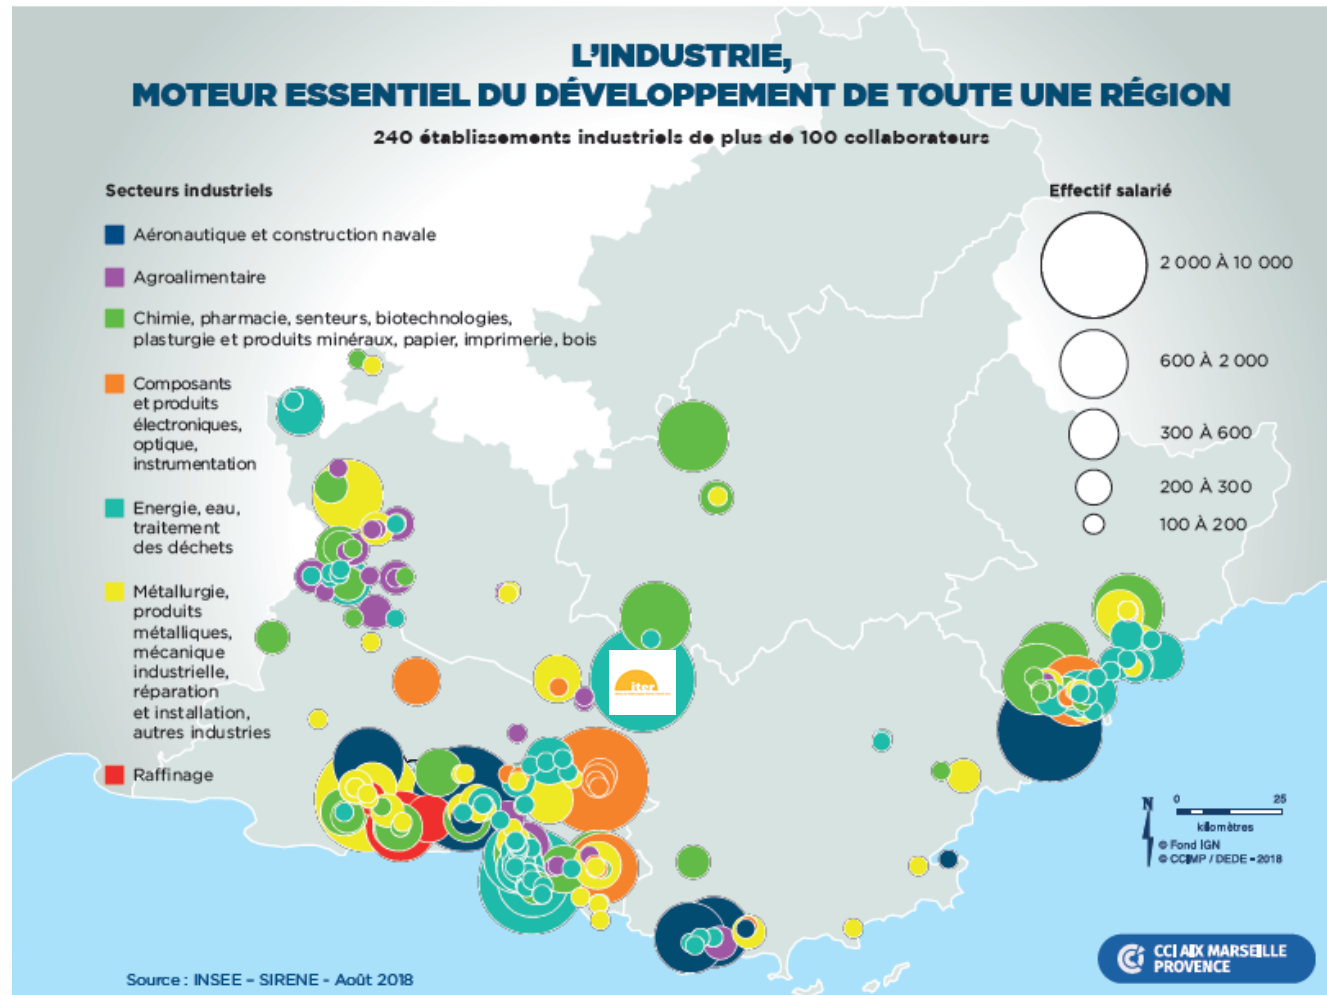 L'INDUSTRIE,
MOTEUR ESSENTIEL DU DÉVELOPPEMENT DE TOUTE UNE RÉGION
240 établissements industriels de plus de 100 collaborateurs
Secteurs industriels
Aéronautique et construction navale
Agroalimentaire
Chimie, pharmacie, senteurs, biotechnologies,
plasturgie et produits minéraux, papier, imprimerie, bois
Composants
et produits
électroniques,
optique,
instrumentation
Energie, eau,
traitement
des déchets
Métallurgie,
produits
métalliques,
mécanique
industrielle,
réparation
et installation,
autres industries
Raffinage
Effectif salarié
2 000 À 10 000
600 À 2 000
300 À 600
200 À 300
100 À 200
iter
N
0 25
kilomètres
© Fond IGN
© CCIMP / DEDE - 2018
CCI AIX MARSEILLE
PROVENCE
Source : INSEE – SIRENE - Août 2018